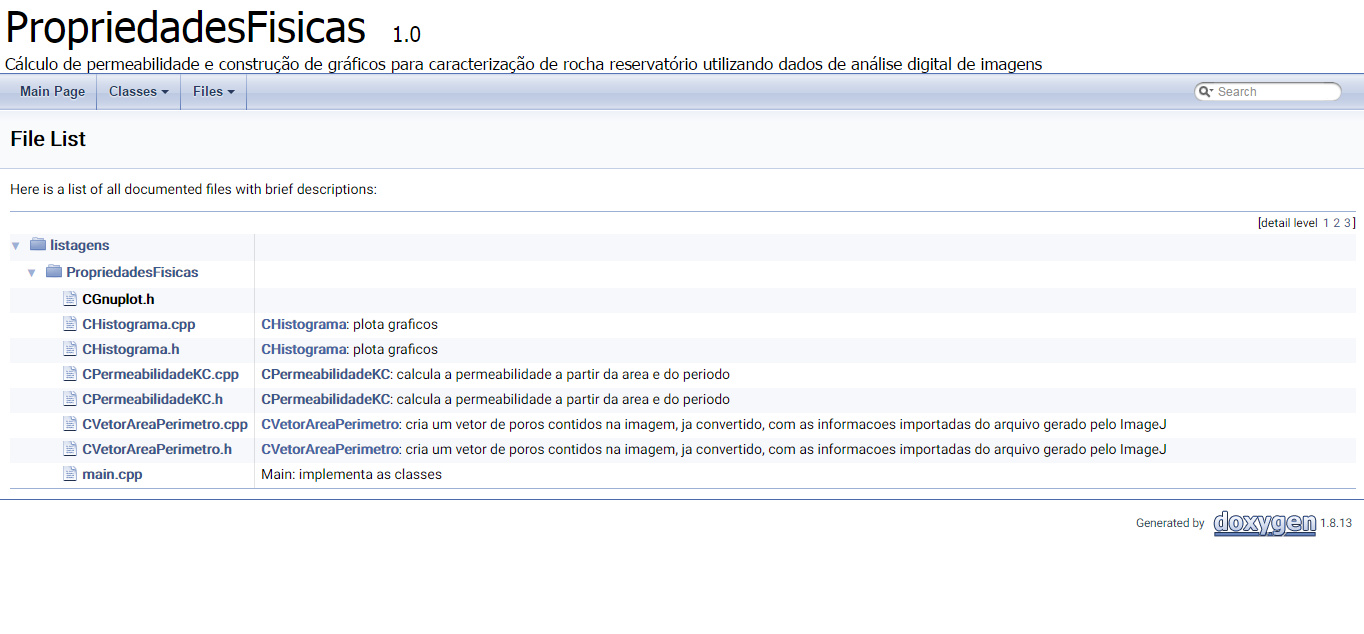 PropriedadesFisicas 1.0
Cálculo de permeabilidade e construção de gráficos para caracterização de rocha reservatório utilizando dados de análise digital de imagens
Main Page Classes Files Search
File List
Here is a list of all documented files with brief descriptions:
[detail level 1 2 3]
listagens
PropriedadesFisicas
CGnuplot.h
CHistograma.cpp CHistograma: plota graficos
CHistograma.h CHistograma: plota graficos
CPermeabilidadeKC.cpp CPermeabilidadeKC: calcula a permeabilidade a partir da area e do periodo
CPermeabilidadeKC.h CPermeabilidadeKC: calcula a permeabilidade a partir da area e do periodo
CVetorAreaPerimetro.cpp CVetorAreaPerimetro: cria um vetor de poros contidos na imagem, ja convertido, com as informacoes importadas do arquivo gerado pelo ImageJ
CVetorAreaPerimetro.h CVetorAreaPerimetro: cria um vetor de poros contidos na imagem, ja convertido, com as informacoes importadas do arquivo gerado pelo ImageJ
main.cpp Main: implementa as classes
Generated by doxygen 1.8.13